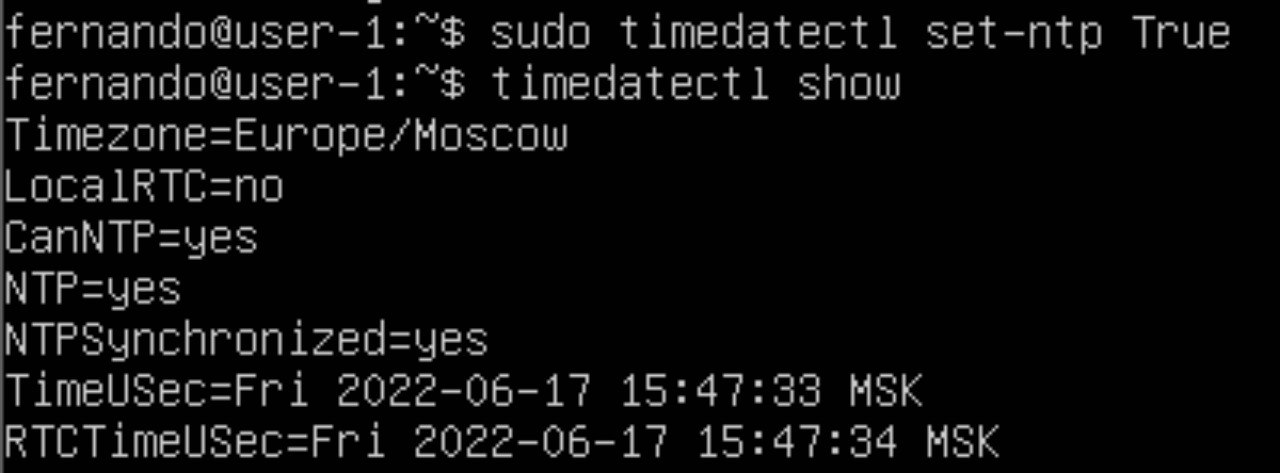 fernando@user-1:~$ sudo timedatectl set-ntp True
fernando@user-1:~$ timedatectl show
Timezone=Europe/Moscow
LocalRTC=no
CanNTP=yes
NTP=yes
NTPSynchronized=yes
TimeUSec=Fri 2022-06-17 15:47:33 MSK
RTCTimeUSec=Fri 2022-06-17 15:47:34 MSK